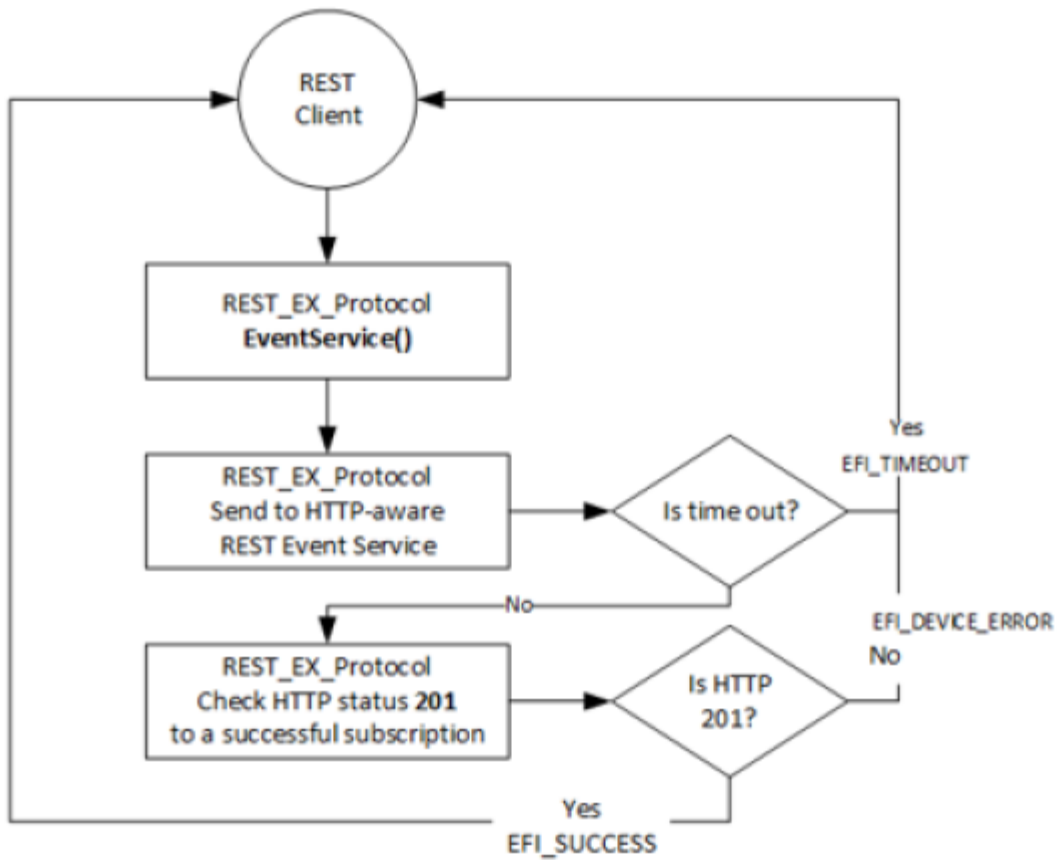 REST
Client
REST_EX_Protocol
EventService()
Yes
EFI_TIMEOUT
REST_EX_Protocol
Send to HTTP-aware
REST Event Service
Is time out?
No
EFI_DEVICE_ERROR
No
REST_EX_Protocol
Check HTTP status 201
to a successful subscription
Is HTTP
201?
Yes
EFI_SUCCESS